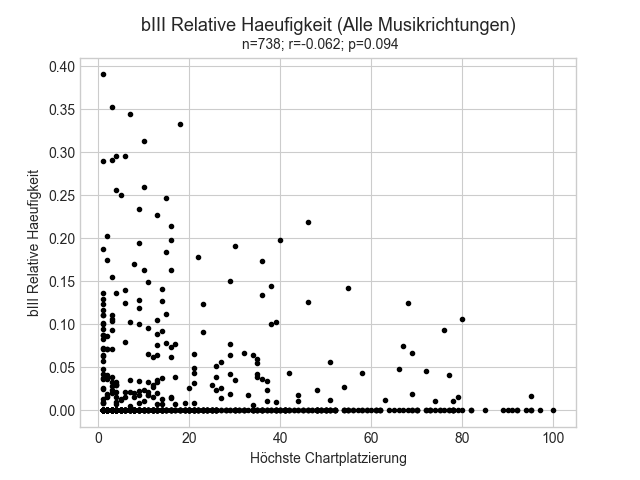 bIII Relative Haeufigkeit (Alle Musikrichtungen)
n=738; r=-0.062; p=0.094
bIII Relative Haeufigkeit
0.40
0.35
0.30
0.25
0.20
0.15
0.10
0.05
0.00
0 20 40 60 80 100
Höchste Chartplatzierung